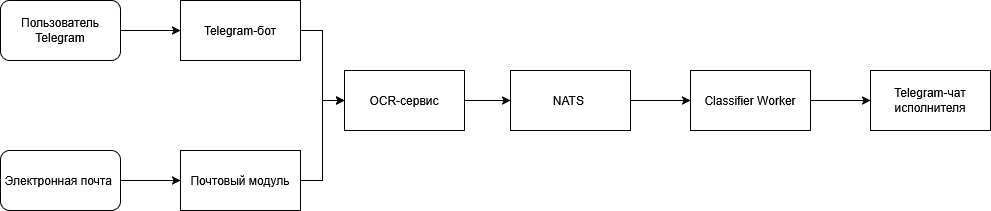 Пользователь
Telegram
Telegram-бот
OCR-сервис
NATS
Classifier Worker
Telegram-чат
исполнителя
Электронная почта
Почтовый модуль